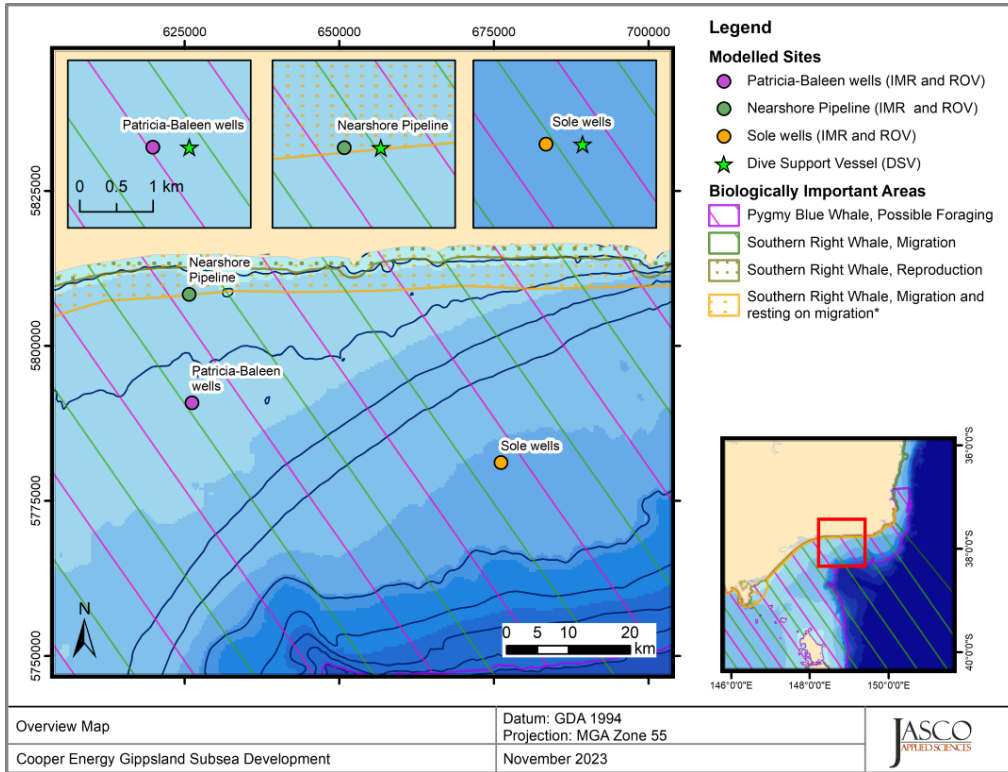 625000
650000
675000
700000
5825000
5800000
5775000
5750000
Patricia-Baleen wells
0 0.5 1 km
Nearshore Pipeline
Sole wells
Nearshore
Pipeline
Patricia-Baleen
wells
Sole wells
N
0 5 10 20
km
Legend
Modelled Sites
Patricia-Baleen wells (IMR and ROV)
Nearshore Pipeline (IMR and ROV)
Sole wells (IMR and ROV)
Dive Support Vessel (DSV)
Biologically Important Areas
Pygmy Blue Whale, Possible Foraging
Southern Right Whale, Migration
Southern Right Whale, Reproduction
Southern Right Whale, Migration and
resting on migration*
36°0'0"S
38°0'0"S
40°0'0"S
146°0'0"E
148°0'0"E
150°0'0"E
Overview Map
Datum: GDA 1994
Projection: MGA Zone 55
Cooper Energy Gippsland Subsea Development
November 2023
JASCO
APPLIED SCIENCES